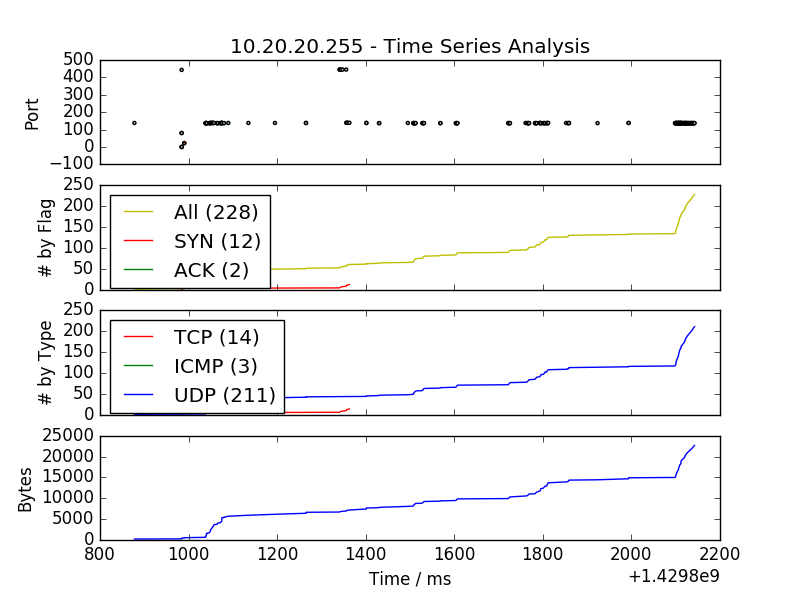 10.20.20.255 - Time Series Analysis
500
400
300
200
100
0
−100
Port
250
200
150
100
50
0
# by Flag
All (228)
SYN (12)
ACK (2)
250
200
150
100
50
0
# by Type
TCP (14)
ICMP (3)
UDP (211)
25000
20000
15000
10000
5000
0
Bytes
800 1000 1200 1400 1600 1800 2000 2200
Time / ms
+1.4298e9